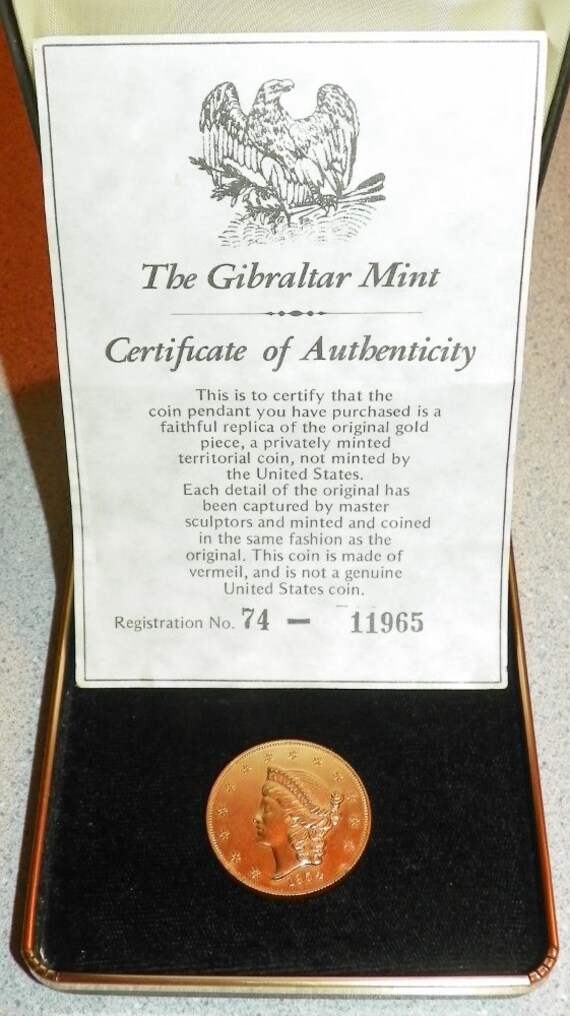 The Gibraltar Mint
Certificate of Authenticity
This is to certify that the
coin pendant you have purchased is a
faithful replica of the original gold
piece, a privately minted
territorial coin, not minted by
the United States.
Each detail of the original has
been captured by master
sculptors and minted and coined
in the same fashion as the
original. This coin is made of
vermeil, and is not a genuine
United States coin.
Registration No. 74 — 11965